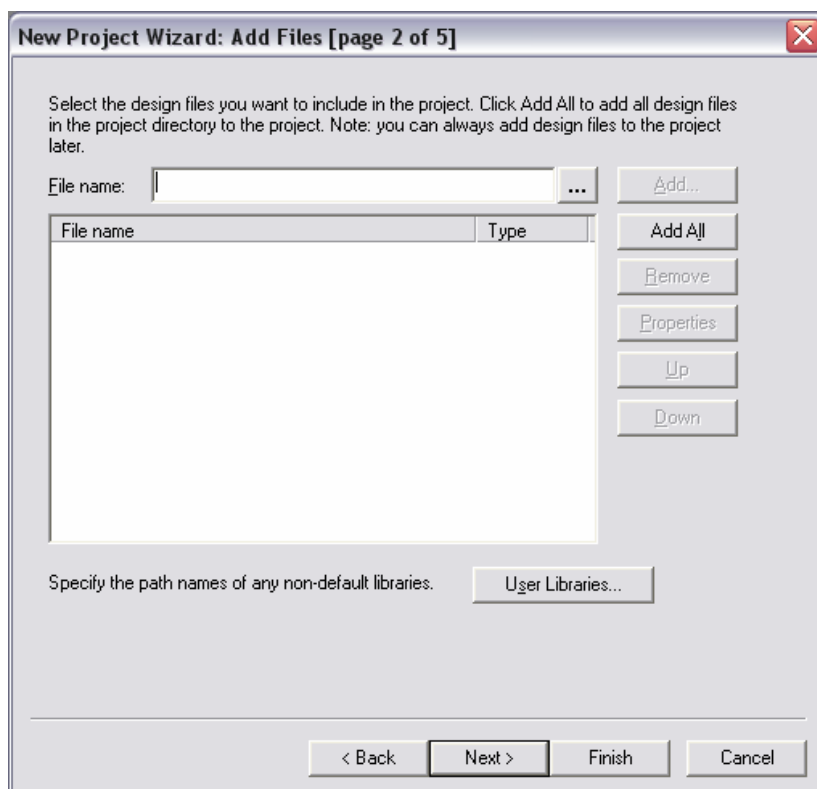 New Project Wizard: Add Files [page 2 of 5]
Select the design files you want to include in the project. Click Add All to add all design files
in the project directory to the project. Note: you can always add design files to the project
later.
File name: ... Add...
File name Type Add All
Remove
Properties
Up
Down
Specify the path names of any non-default libraries. User Libraries...
< Back Next > Finish Cancel